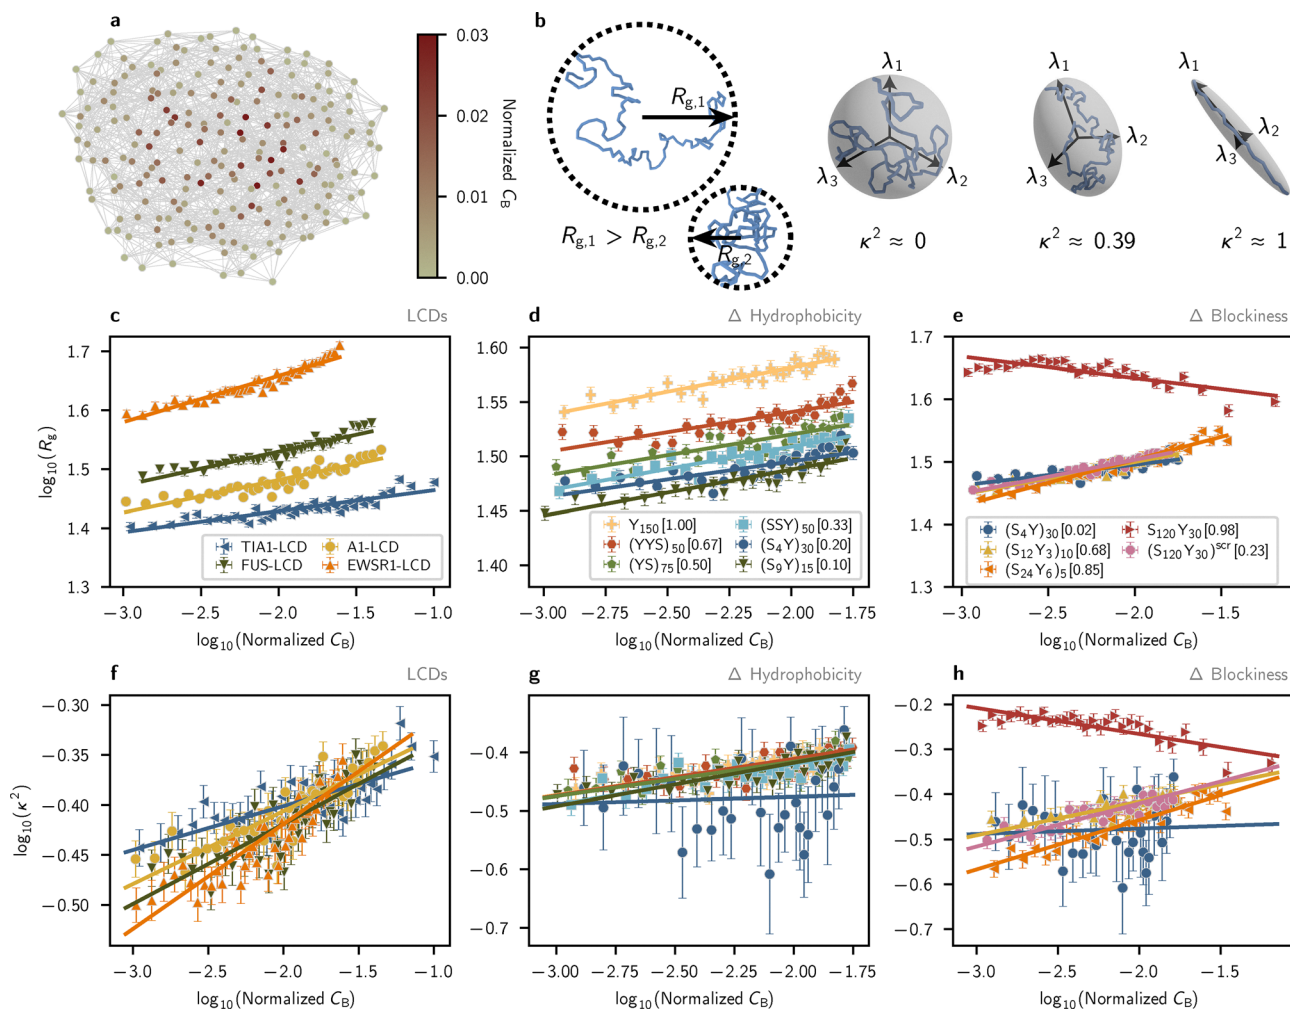 a
0.03
0.02
0.01
0.00
Normalized C_B
b
R_g,1
R_g,1 > R_g,2
R_g,2
λ_1
λ_2
λ_3
κ² ≈ 0
λ_1
λ_2
λ_3
κ² ≈ 0.39
λ_1
λ_2
λ_3
κ² ≈ 1
c
LCDs
log₁₀(R_g)
1.7
1.6
1.5
1.4
1.3
TIA1-LCD
FUS-LCD
A1-LCD
EWSR1-LCD
−3.0 −2.5 −2.0 −1.5 −1.0
log₁₀(Normalized C_B)
d
Δ Hydrophobicity
1.60
1.55
1.50
1.45
1.40
Y₁₅₀[1.00]
(YYS)₅₀[0.67]
(YS)₇₅[0.50]
(SSY)₅₀[0.33]
(S₄Y)₃₀[0.20]
(S₉Y)₁₅[0.10]
−3.00 −2.75 −2.50 −2.25 −2.00 −1.75
log₁₀(Normalized C_B)
e
Δ Blockiness
1.7
1.6
1.5
1.4
1.3
(S₄Y)₃₀[0.02]
(S₁₂Y₃)₁₀[0.68]
(S₂₄Y₆)₅[0.85]
S₁₂₀Y₃₀[0.98]
(S₁₂₀Y₃₀)ˢᶜʳ[0.23]
−3.0 −2.5 −2.0 −1.5
log₁₀(Normalized C_B)
f
LCDs
log₁₀(κ²)
−0.30
−0.35
−0.40
−0.45
−0.50
−3.0 −2.5 −2.0 −1.5 −1.0
log₁₀(Normalized C_B)
g
Δ Hydrophobicity
−0.4
−0.5
−0.6
−0.7
−3.00 −2.75 −2.50 −2.25 −2.00 −1.75
log₁₀(Normalized C_B)
h
Δ Blockiness
−0.2
−0.3
−0.4
−0.5
−0.6
−0.7
−3.0 −2.5 −2.0 −1.5
log₁₀(Normalized C_B)